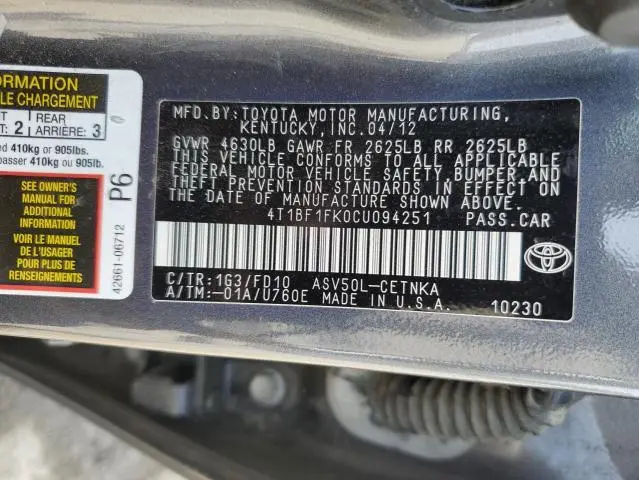 ORMATION
LE CHARGEMENT
2 REAR ARRIÈRE: 3
ed 410kg or 905lbs.
passer 410kg ou 905lb.
SEE OWNER'S
MANUAL FOR
ADDITIONAL
INFORMATION
VOIR LE MANUEL
DE L'USAGER
POUR PLUS DE
RENSEIGNEMENTS
P6
42661-06712
MFD.BY:TOYOTA MOTOR MANUFACTURING,
KENTUCKY,INC.04/12
GVWR 4630LB GAWR FR 2625LB RR 2625LB
THIS VEHICLE CONFORMS TO ALL APPLICABLE
FEDERAL MOTOR VEHICLE SAFETY,BUMPER,AND
THEFT PREVENTION STANDARDS IN EFFECT ON
THE DATE OF MANUFACTURE SHOWN ABOVE.
4T1BF1FK0CU094251 PASS.CAR
C/TR:1G3/FD10 ASV50L-CETNKA
A/TM:-01A/U760E MADE IN U.S.A. 10230
TOYOTA